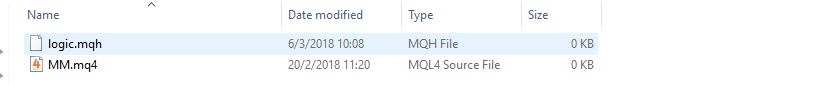 Name Date modified Type Size
logic.mqh 6/3/2018 10:08 MQH File 0 KB
MM.mq4 20/2/2018 11:20 MQL4 Source File 0 KB